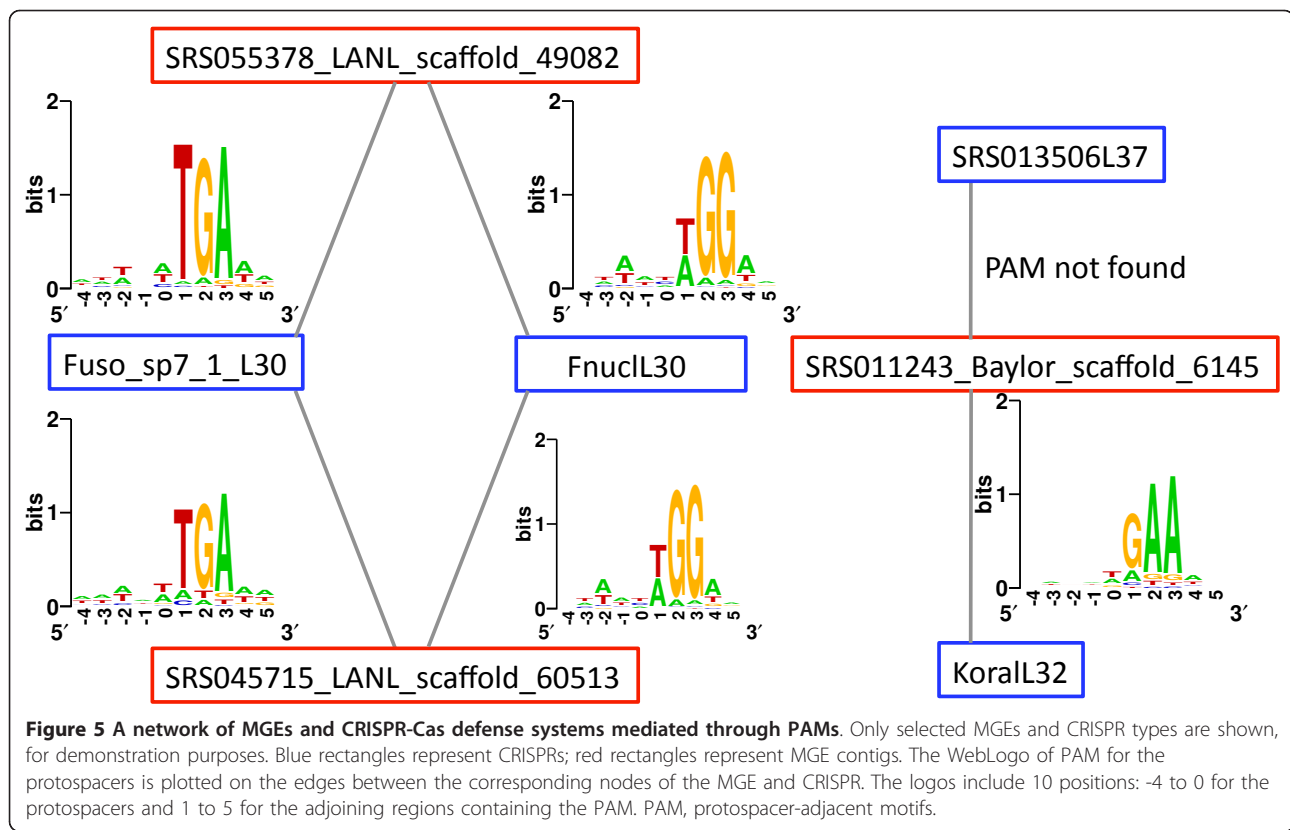 SRS055378_LANL_scaffold_49082
2
1
0
bits
TGA
-4 -3 -2 -1 0 1 2 3 4 5
5′ 3′
2
1
0
bits
TGG
A
-4 -3 -2 -1 0 1 2 3 4 5
5′ 3′
SRS013506L37
PAM not found
Fuso_sp7_1_L30
FnuclL30
SRS011243_Baylor_scaffold_6145
2
1
0
bits
TGA
-4 -3 -2 -1 0 1 2 3 4 5
5′ 3′
2
1
0
bits
TGG
A
-4 -3 -2 -1 0 1 2 3 4 5
5′ 3′
2
1
0
bits
GAA
-4 -3 -2 -1 0 1 2 3 4 5
5′ 3′
SRS045715_LANL_scaffold_60513
KoralL32
Figure 5 A network of MGEs and CRISPR-Cas defense systems mediated through PAMs. Only selected MGEs and CRISPR types are shown,
for demonstration purposes. Blue rectangles represent CRISPRs; red rectangles represent MGE contigs. The WebLogo of PAM for the
protospacers is plotted on the edges between the corresponding nodes of the MGE and CRISPR. The logos include 10 positions: -4 to 0 for the
protospacers and 1 to 5 for the adjoining regions containing the PAM. PAM, protospacer-adjacent motifs.